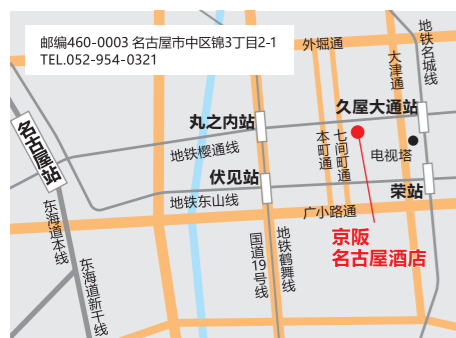 邮编460-0003 名古屋市中区锦3丁目2-1
TEL.052-954-0321
外堀通
地铁名城线
大津通
久屋大通站
丸之内站
名古屋站
地铁樱通线
本町通
七间町通
电视塔
伏见站
荣站
地铁东山线
广小路通
东海道本线
京阪
名古屋酒店
国道19号线
地铁鹤舞线
东海道新干线